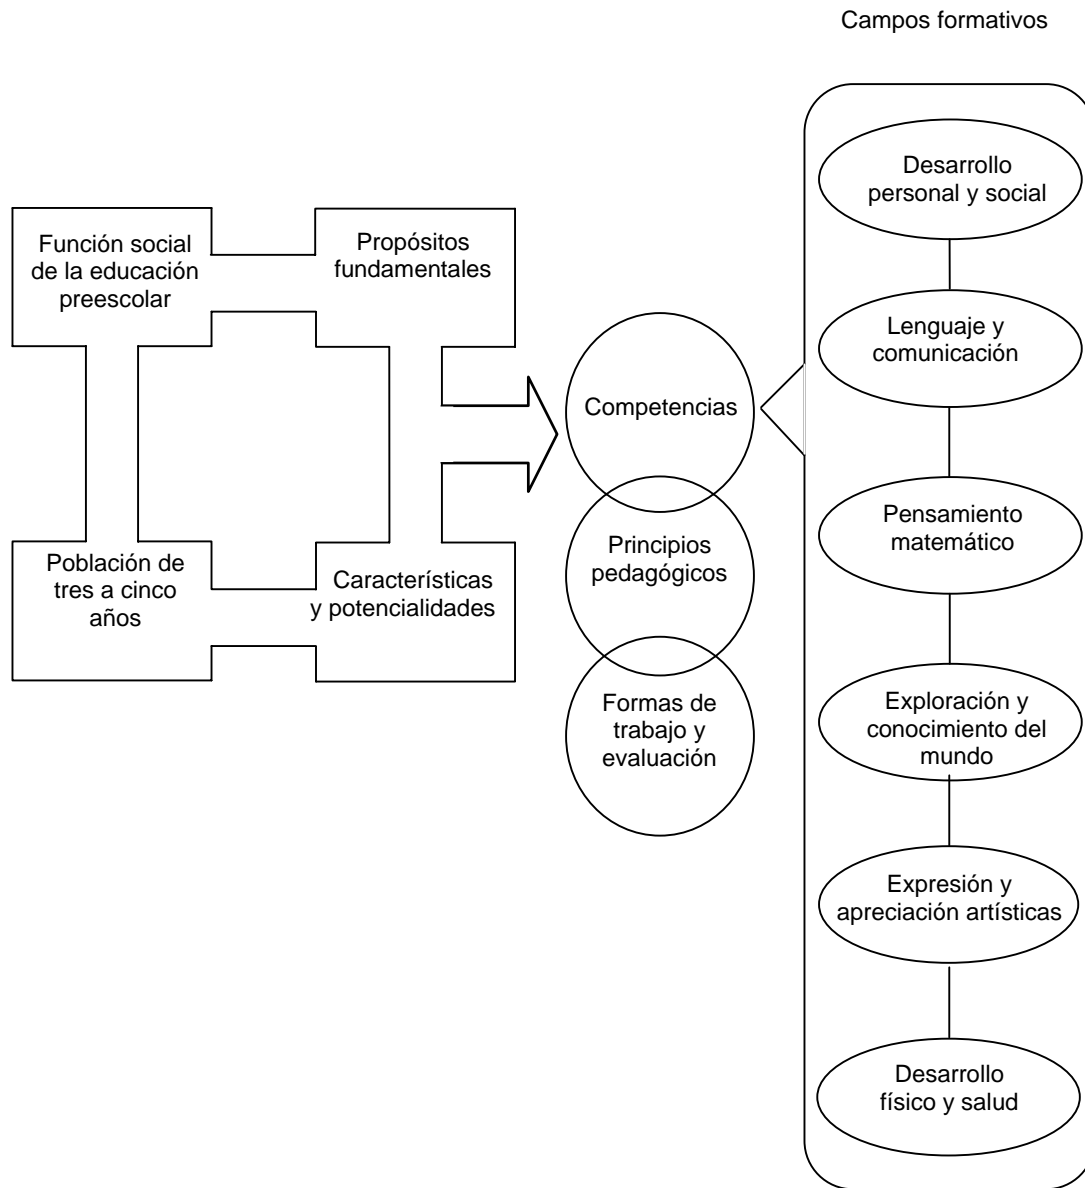 Campos formativos
Función social
de la educación
preescolar
Propósitos
fundamentales
Población de
tres a cinco
años
Características
y potencialidades
Competencias
Principios
pedagógicos
Formas de
trabajo y
evaluación
Desarrollo
personal y social
Lenguaje y
comunicación
Pensamiento
matemático
Exploración y
conocimiento del
mundo
Expresión y
apreciación artísticas
Desarrollo
físico y salud